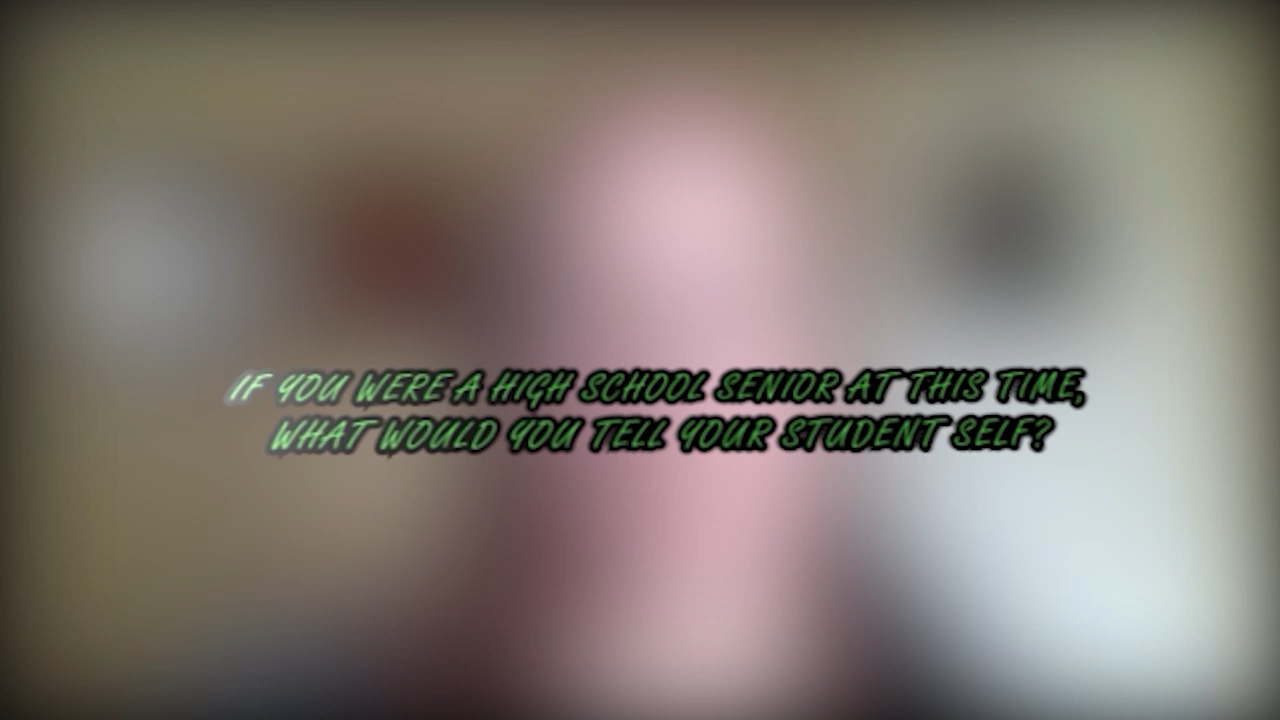 IF YOU WERE A HIGH SCHOOL SENIOR AT THIS TIME,
WHAT WOULD YOU TELL YOUR STUDENT SELF?